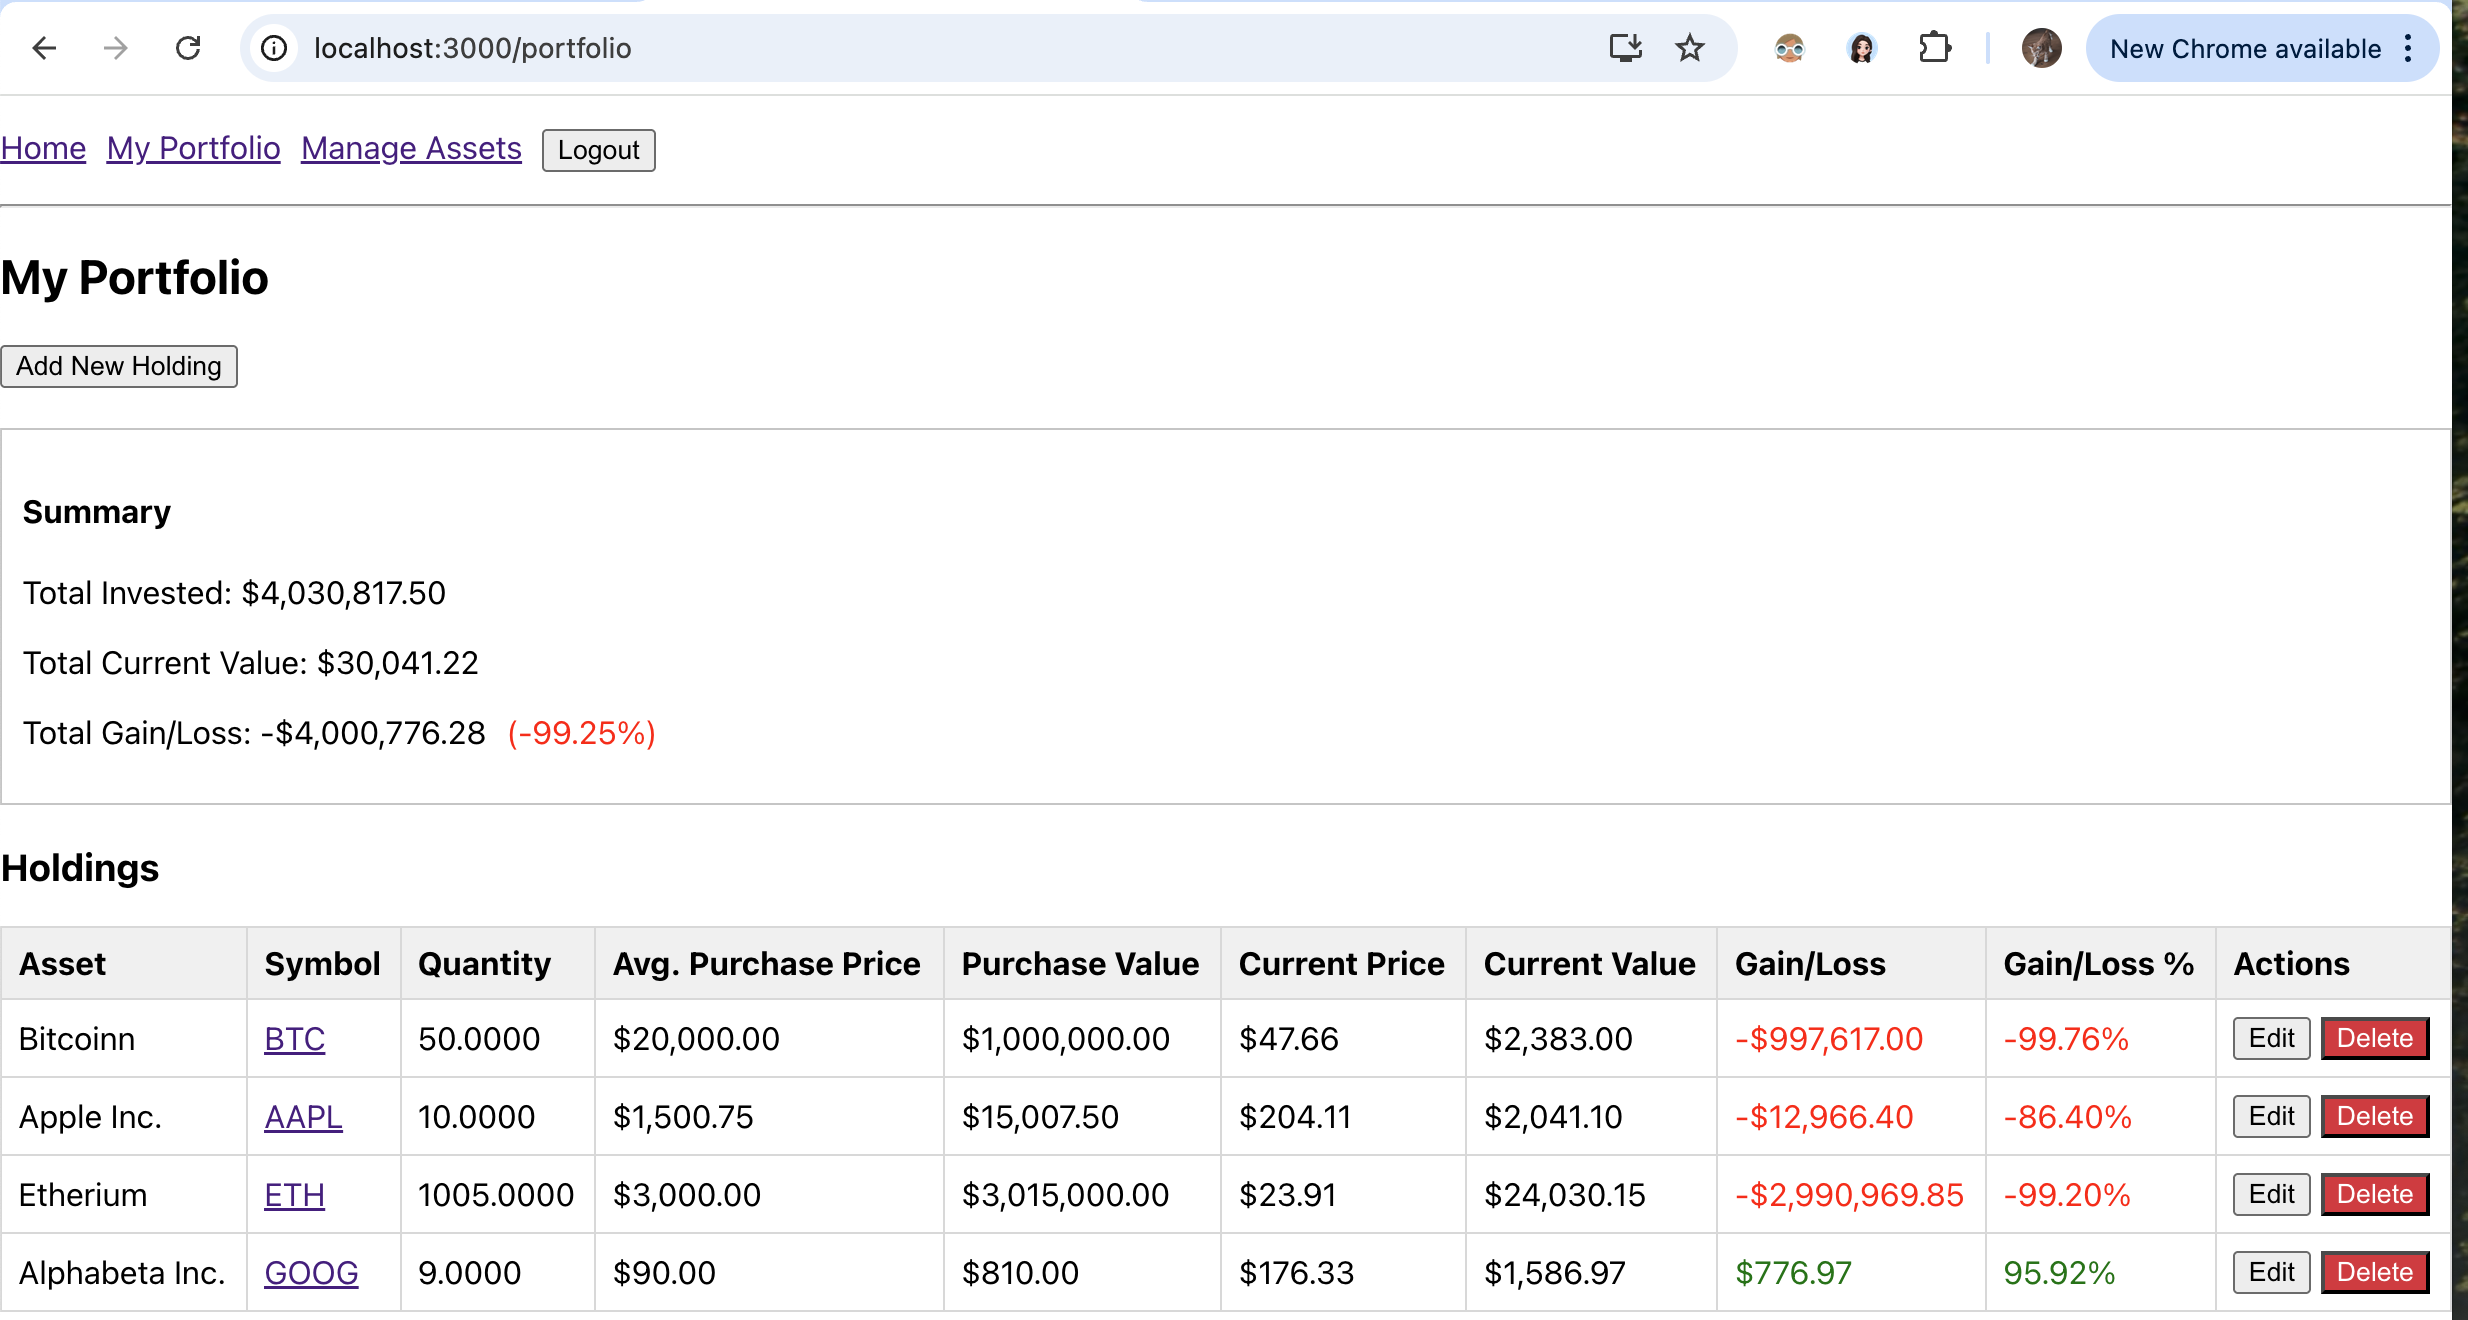 localhost:3000/portfolio New Chrome available
Home My Portfolio Manage Assets Logout
My Portfolio
Add New Holding
Summary
Total Invested: $4,030,817.50
Total Current Value: $30,041.22
Total Gain/Loss: -$4,000,776.28 (-99.25%)
Holdings
Asset Symbol Quantity Avg. Purchase Price Purchase Value Current Price Current Value Gain/Loss Gain/Loss % Actions
Bitcoinn BTC 50.0000 $20,000.00 $1,000,000.00 $47.66 $2,383.00 -$997,617.00 -99.76% Edit Delete
Apple Inc. AAPL 10.0000 $1,500.75 $15,007.50 $204.11 $2,041.10 -$12,966.40 -86.40% Edit Delete
Etherium ETH 1005.0000 $3,000.00 $3,015,000.00 $23.91 $24,030.15 -$2,990,969.85 -99.20% Edit Delete
Alphabeta Inc. GOOG 9.0000 $90.00 $810.00 $176.33 $1,586.97 $776.97 95.92% Edit Delete